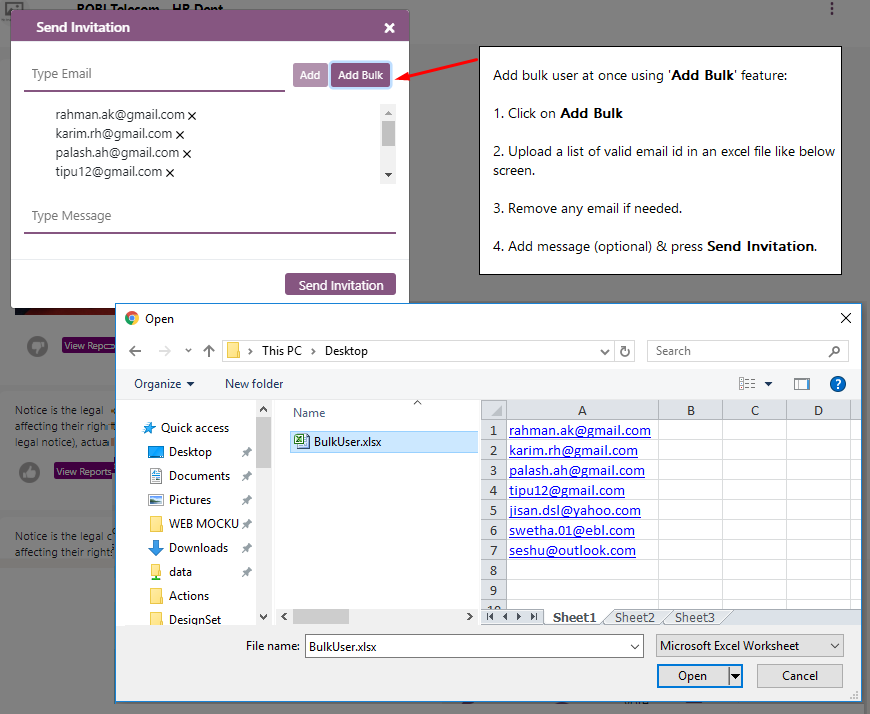 ROBI Telecom - HR Dept
Send Invitation
Type Email
Add
Add Bulk
rahman.ak@gmail.com
karim.rh@gmail.com
palash.ah@gmail.com
tipu12@gmail.com
Type Message
Send Invitation
Add bulk user at once using 'Add Bulk' feature:
1. Click on Add Bulk
2. Upload a list of valid email id in an excel file like below
screen.
3. Remove any email if needed.
4. Add message (optional) & press Send Invitation.
View Repo
Notice is the legal
affecting their right
legal notice), actual
View Reports
Notice is the legal c
affecting their rights
Open
This PC
Desktop
Search
Organize
New folder
Quick access
Desktop
Documents
Pictures
WEB MOCKU
Downloads
data
Actions
DesignSet
Name
BulkUser.xlsx
A B C D
1 rahman.ak@gmail.com
2 karim.rh@gmail.com
3 palash.ah@gmail.com
4 tipu12@gmail.com
5 jisan.dsl@yahoo.com
6 swetha.01@ebl.com
7 seshu@outlook.com
8
9
10
Sheet1 Sheet2 Sheet3
File name: BulkUser.xlsx
Microsoft Excel Worksheet
Open
Cancel